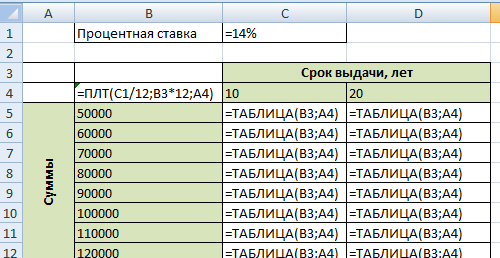 A B C D
1 Процентная ставка =14%
2
3 Срок выдачи, лет
4 =ПЛТ(C1/12;B3*12;A4) 10 20
5 50000 =ТАБЛИЦА(B3;A4) =ТАБЛИЦА(B3;A4)
6 60000 =ТАБЛИЦА(B3;A4) =ТАБЛИЦА(B3;A4)
7 70000 =ТАБЛИЦА(B3;A4) =ТАБЛИЦА(B3;A4)
8 80000 =ТАБЛИЦА(B3;A4) =ТАБЛИЦА(B3;A4)
Суммы
9 90000 =ТАБЛИЦА(B3;A4) =ТАБЛИЦА(B3;A4)
10 100000 =ТАБЛИЦА(B3;A4) =ТАБЛИЦА(B3;A4)
11 110000 =ТАБЛИЦА(B3;A4) =ТАБЛИЦА(B3;A4)
12 120000 =ТАБЛИЦА(B3;A4) =ТАБЛИЦА(B3;A4)